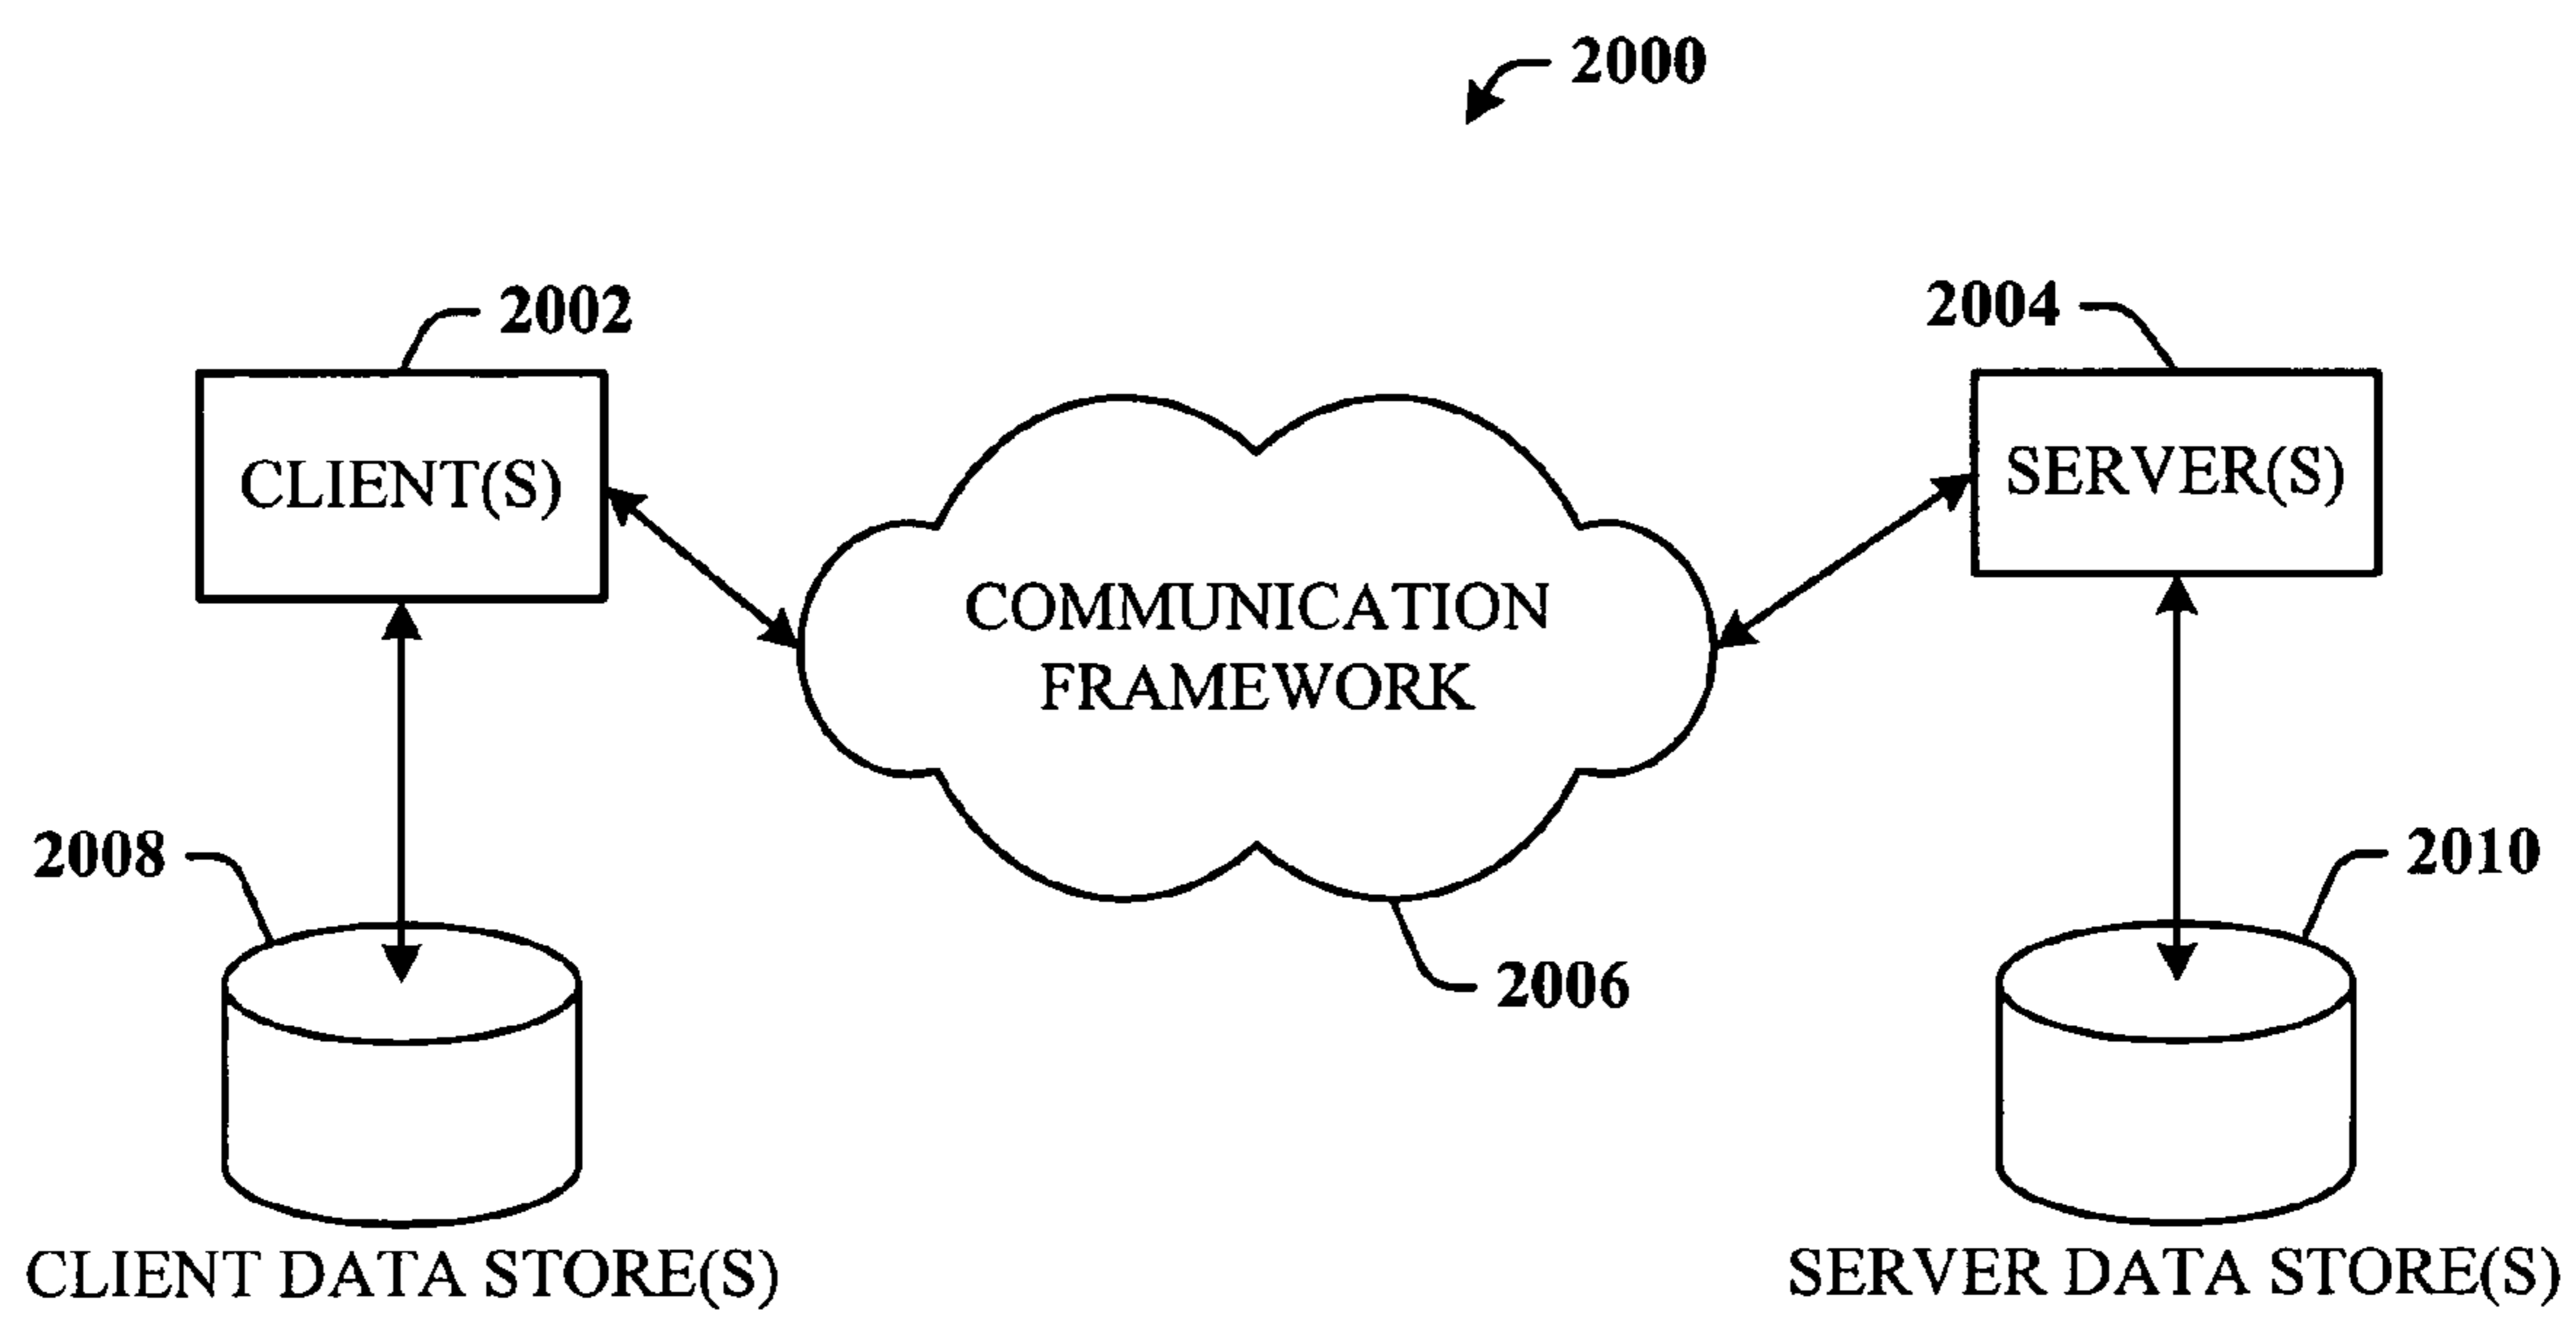 2000
2002
2004
CLIENT(S)
SERVER(S)
COMMUNICATION
FRAMEWORK
2008
2010
2006
CLIENT DATA STORE(S)
SERVER DATA STORE(S)